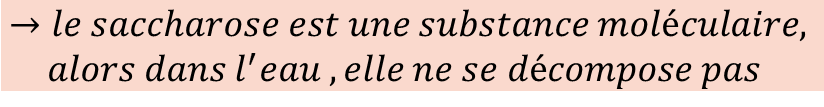 → le saccharose est une substance moléculaire,
alors dans l'eau , elle ne se décompose pas